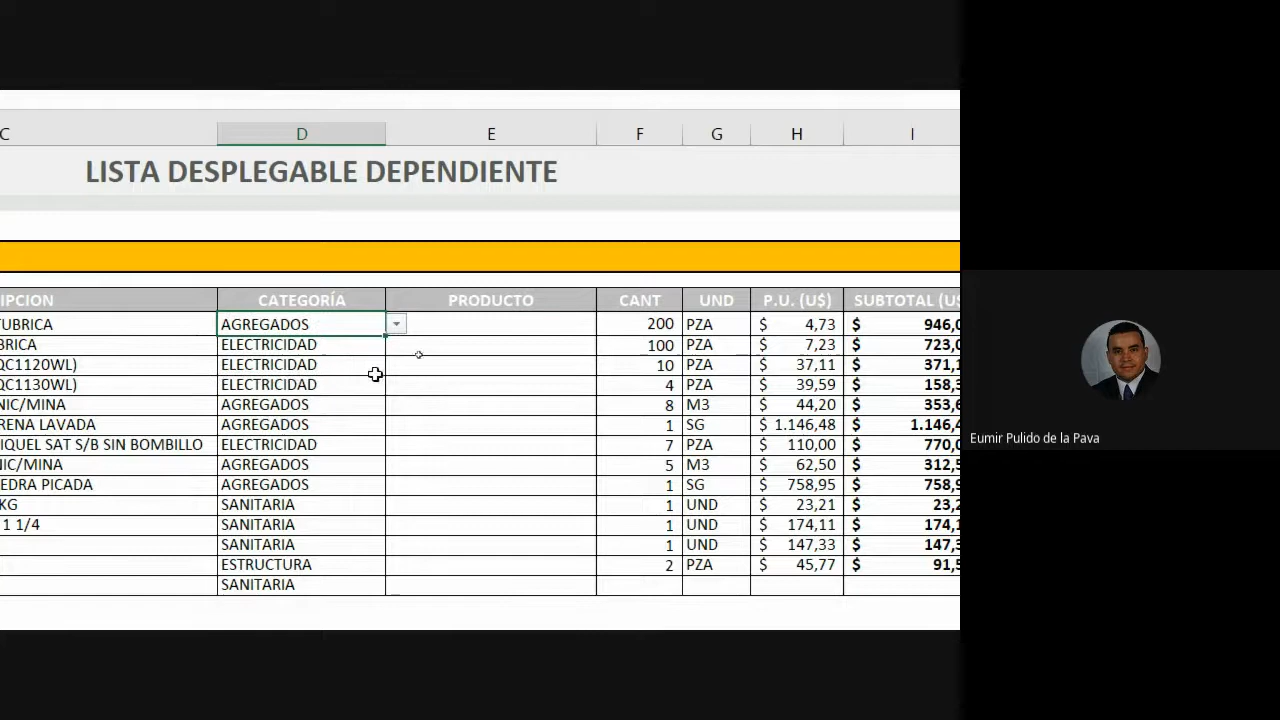 C D E F G H I
LISTA DESPLEGABLE DEPENDIENTE
IPCION CATEGORÍA PRODUCTO CANT UND P.U. (U$) SUBTOTAL (U$
TUBRICA AGREGADOS 200 PZA $ 4,73 $ 946,0
BRICA ELECTRICIDAD 100 PZA $ 7,23 $ 723,0
QC1120WL) ELECTRICIDAD 10 PZA $ 37,11 $ 371,1
QC1130WL) ELECTRICIDAD 4 PZA $ 39,59 $ 158,3
NIC/MINA AGREGADOS 8 M3 $ 44,20 $ 353,6
RENA LAVADA AGREGADOS 1 SG $ 1.146,48 $ 1.146,4
IQUEL SAT S/B SIN BOMBILLO ELECTRICIDAD 7 PZA $ 110,00 $ 770,0
NIC/MINA AGREGADOS 5 M3 $ 62,50 $ 312,5
EDRA PICADA AGREGADOS 1 SG $ 758,95 $ 758,9
KG SANITARIA 1 UND $ 23,21 $ 23,2
1 1/4 SANITARIA 1 UND $ 174,11 $ 174,1
SANITARIA 1 UND $ 147,33 $ 147,3
ESTRUCTURA 2 PZA $ 45,77 $ 91,5
SANITARIA
Eumir Pulido de la Pava